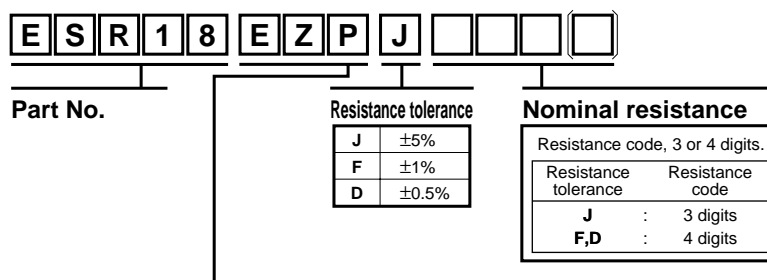 E S R 1 8 E Z P J
Part No.
Resistance tolerance
J ±5%
F ±1%
D ±0.5%
Nominal resistance
Resistance code, 3 or 4 digits.
Resistance tolerance Resistance code
J : 3 digits
F,D : 4 digits